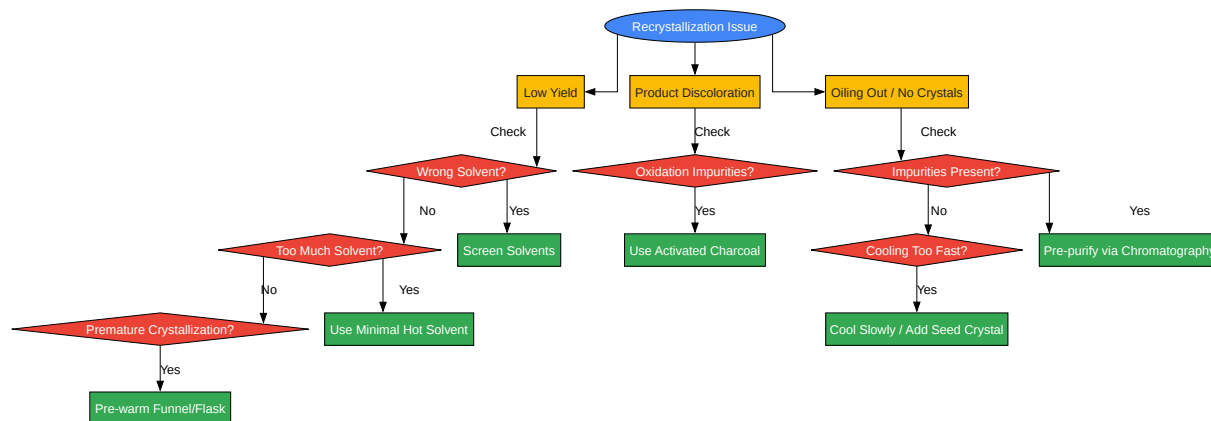 Recrystallization Issue
Low Yield
Product Discoloration
Oiling Out / No Crystals
Check
Check
Check
Wrong Solvent?
Oxidation Impurities?
Impurities Present?
No
Yes
Yes
No
Yes
Too Much Solvent?
Screen Solvents
Use Activated Charcoal
Cooling Too Fast?
Pre-purify via Chromatography
No
Yes
Yes
Premature Crystallization?
Use Minimal Hot Solvent
Cool Slowly / Add Seed Crystal
Yes
Pre-warm Funnel/Flask